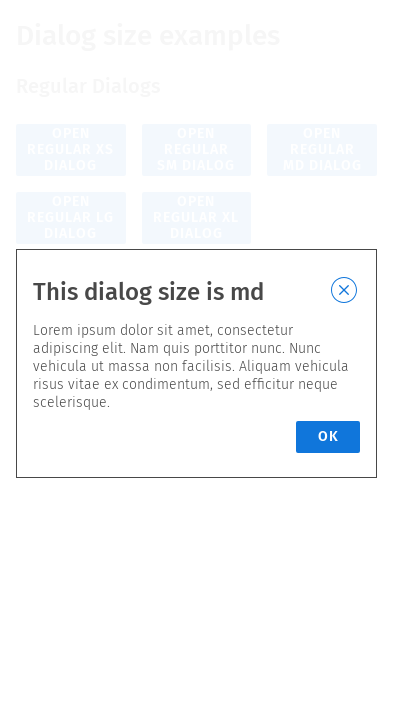 Dialog size examples
Regular Dialogs
OPEN
REGULAR XS
DIALOG
OPEN
REGULAR
SM DIALOG
OPEN
REGULAR
MD DIALOG
OPEN
REGULAR LG
DIALOG
OPEN
REGULAR XL
DIALOG
This dialog size is md
Lorem ipsum dolor sit amet, consectetur
adipiscing elit. Nam quis porttitor nunc. Nunc
vehicula ut massa non facilisis. Aliquam vehicula
risus vitae ex condimentum, sed efficitur neque
scelerisque.
OK